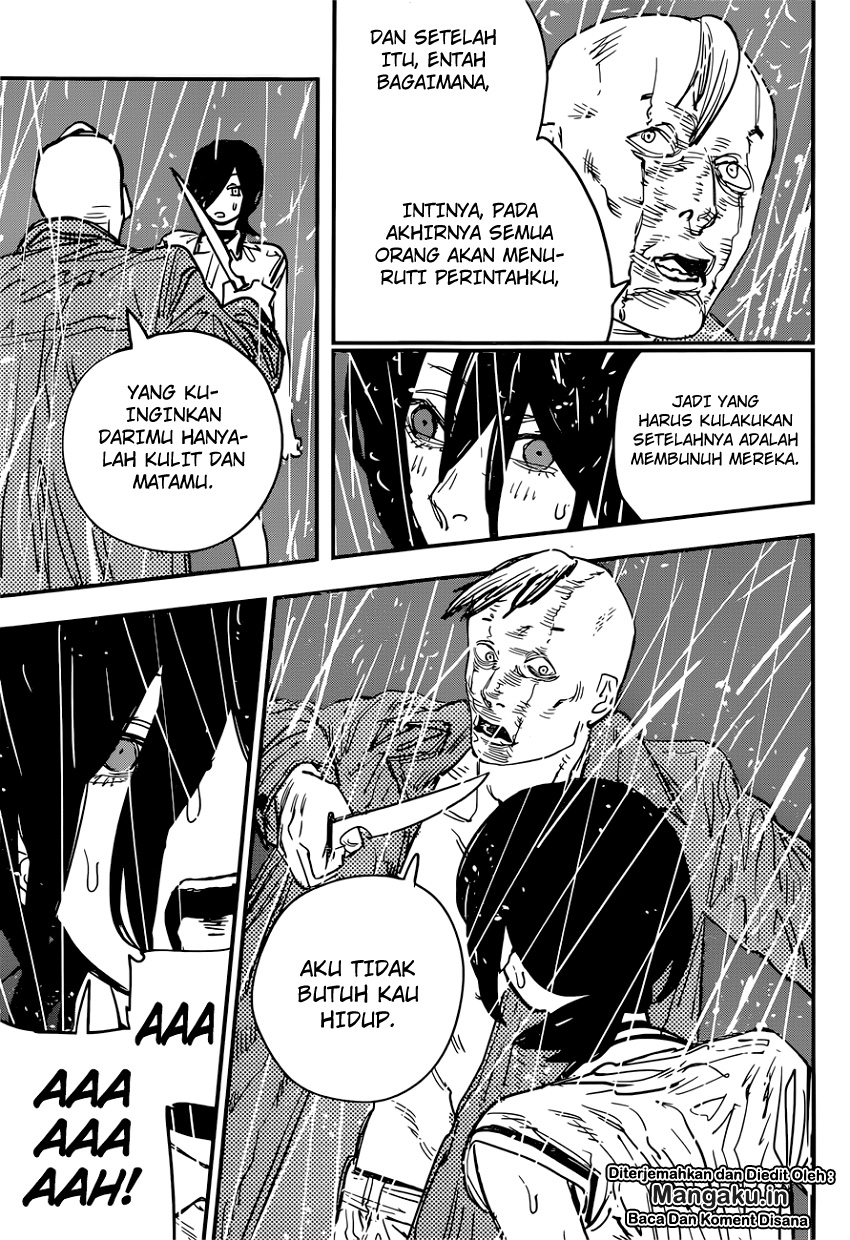 DAN SETELAH
ITU, ENTAH
BAGAIMANA,
INTINYA, PADA
AKHIRNYA SEMUA
ORANG AKAN MENU-
RUTI PERINTAHKU,
JADI YANG
HARUS KULAKUKAN
SETELAHNYA ADALAH
MEMBUNUH MEREKA.
YANG KU-
INGINKAN
DARIMU HANYA-
LAH KULIT DAN
MATAMU.
AKU TIDAK
BUTUH KAU
HIDUP.
AAA
AAA
AAA
AAH!
Diterjemahkan dan Diedit Oleh:
Mangaku.in
Baca Dan Koment Disana